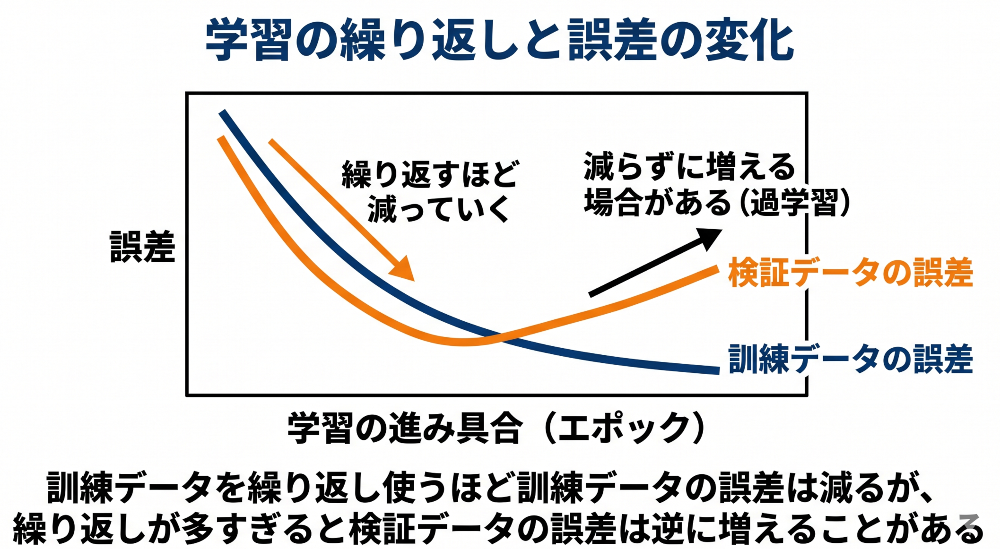 学習の繰り返しと誤差の変化
繰り返すほど
減っていく
減らずに増える
場合がある（過学習）
誤差
検証データの誤差
訓練データの誤差
学習の進み具合（エポック）
訓練データを繰り返し使うほど訓練データの誤差は減るが、
繰り返しが多すぎると検証データの誤差は逆に増えることがある